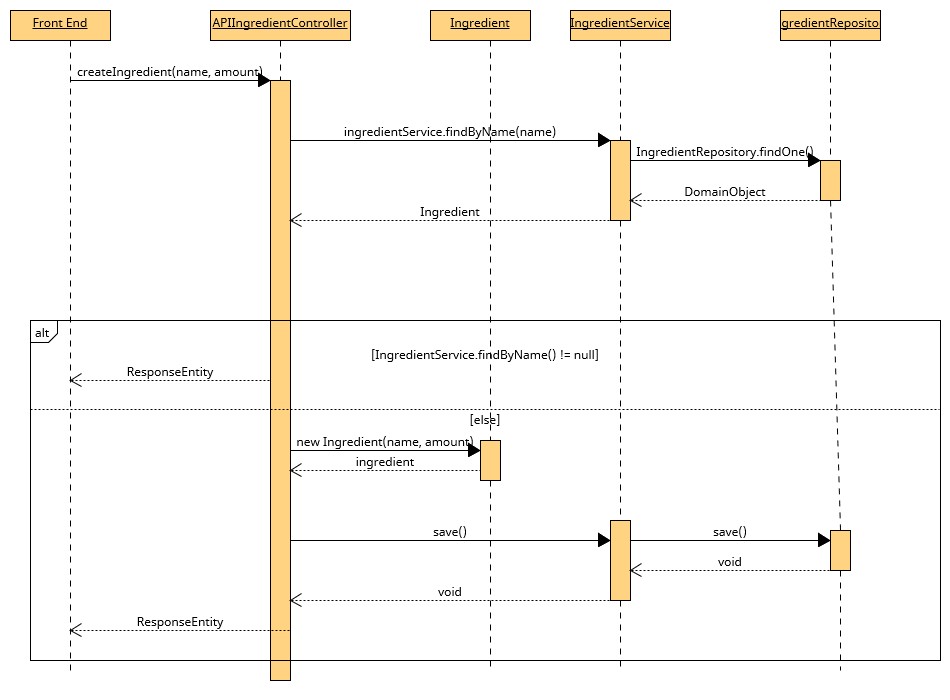 Front End
APIIngredientController
Ingredient
IngredientService
gredientReposito
createIngredient(name, amount)
ingredientService.findByName(name)
IngredientRepository.findOne()
DomainObject
Ingredient
alt
[IngredientService.findByName() != null]
ResponseEntity
[else]
new Ingredient(name, amount)
ingredient
save()
save()
void
void
ResponseEntity